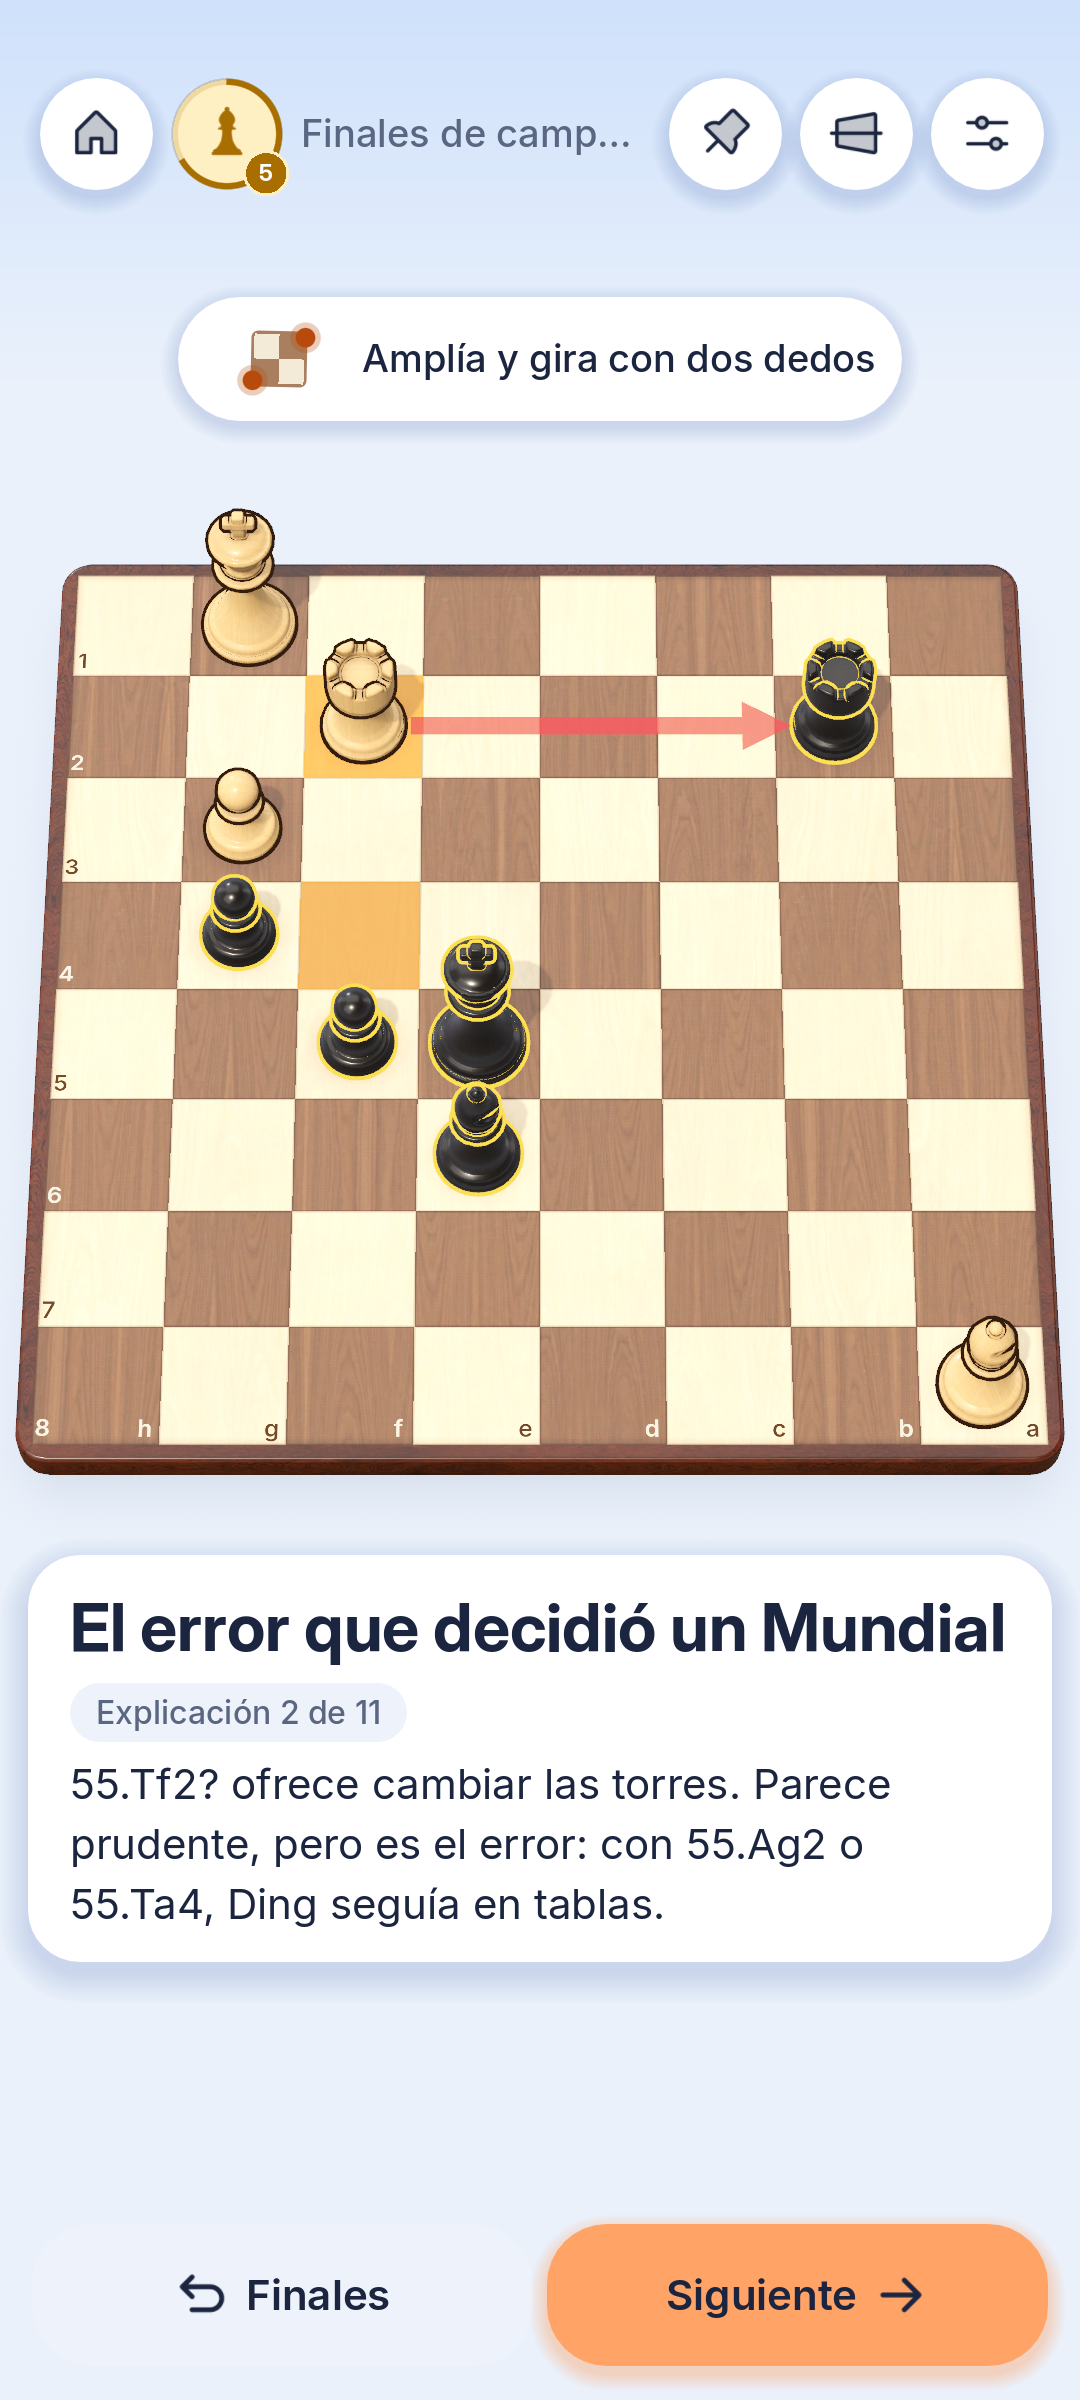 Finales de camp...
5
Amplía y gira con dos dedos
1
2
3
4
5
6
7
8 h g f e d c b a
El error que decidió un Mundial
Explicación 2 de 11
55.Tf2? ofrece cambiar las torres. Parece
prudente, pero es el error: con 55.Ag2 o
55.Ta4, Ding seguía en tablas.
Finales
Siguiente